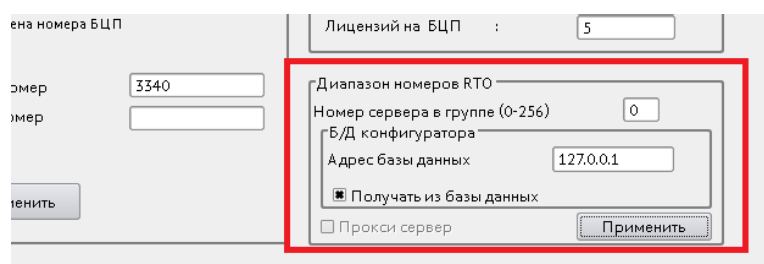 ена номера БЦП
Лицензий на БЦП : 5
омер 3340
омер
Диапазон номеров RTO
Номер сервера в группе (0-256) 0
Б/Д конфигуратора
Адрес базы данных 127.0.0.1
Получать из базы данных
енить
Прокси сервер Применить